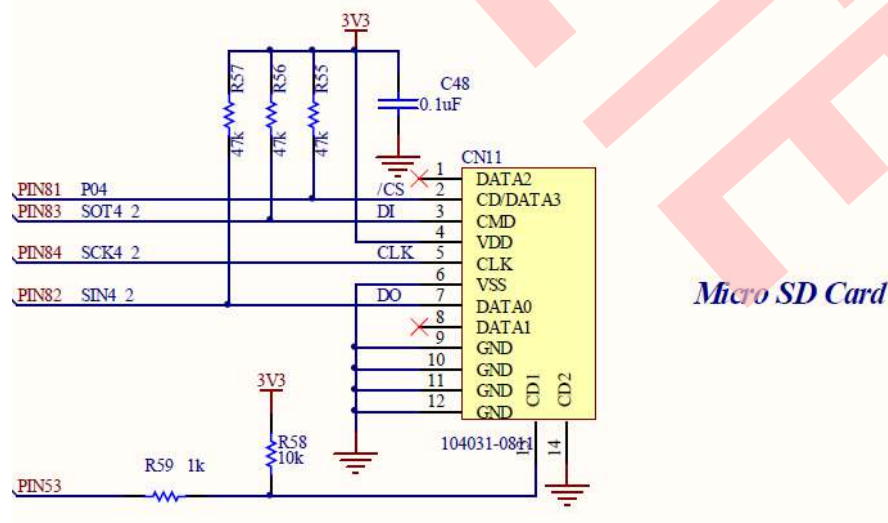 3V3
R57
R56
R55
47k
47k
47k
C48
0.1uF
CN11
PIN81 P04 /CS
PIN83 SOT4_2 DI
PIN84 SCK4_2 CLK
PIN82 SIN4_2 DO
1 DATA2
2 CD/DATA3
3 CMD
4 VDD
5 CLK
6 VSS
7 DATA0
8 DATA1
9 GND
10 GND
11 GND
12 GND
CD1
CD2
14
Micro SD Card
3V3
R58
10k
R59 1k
PIN53